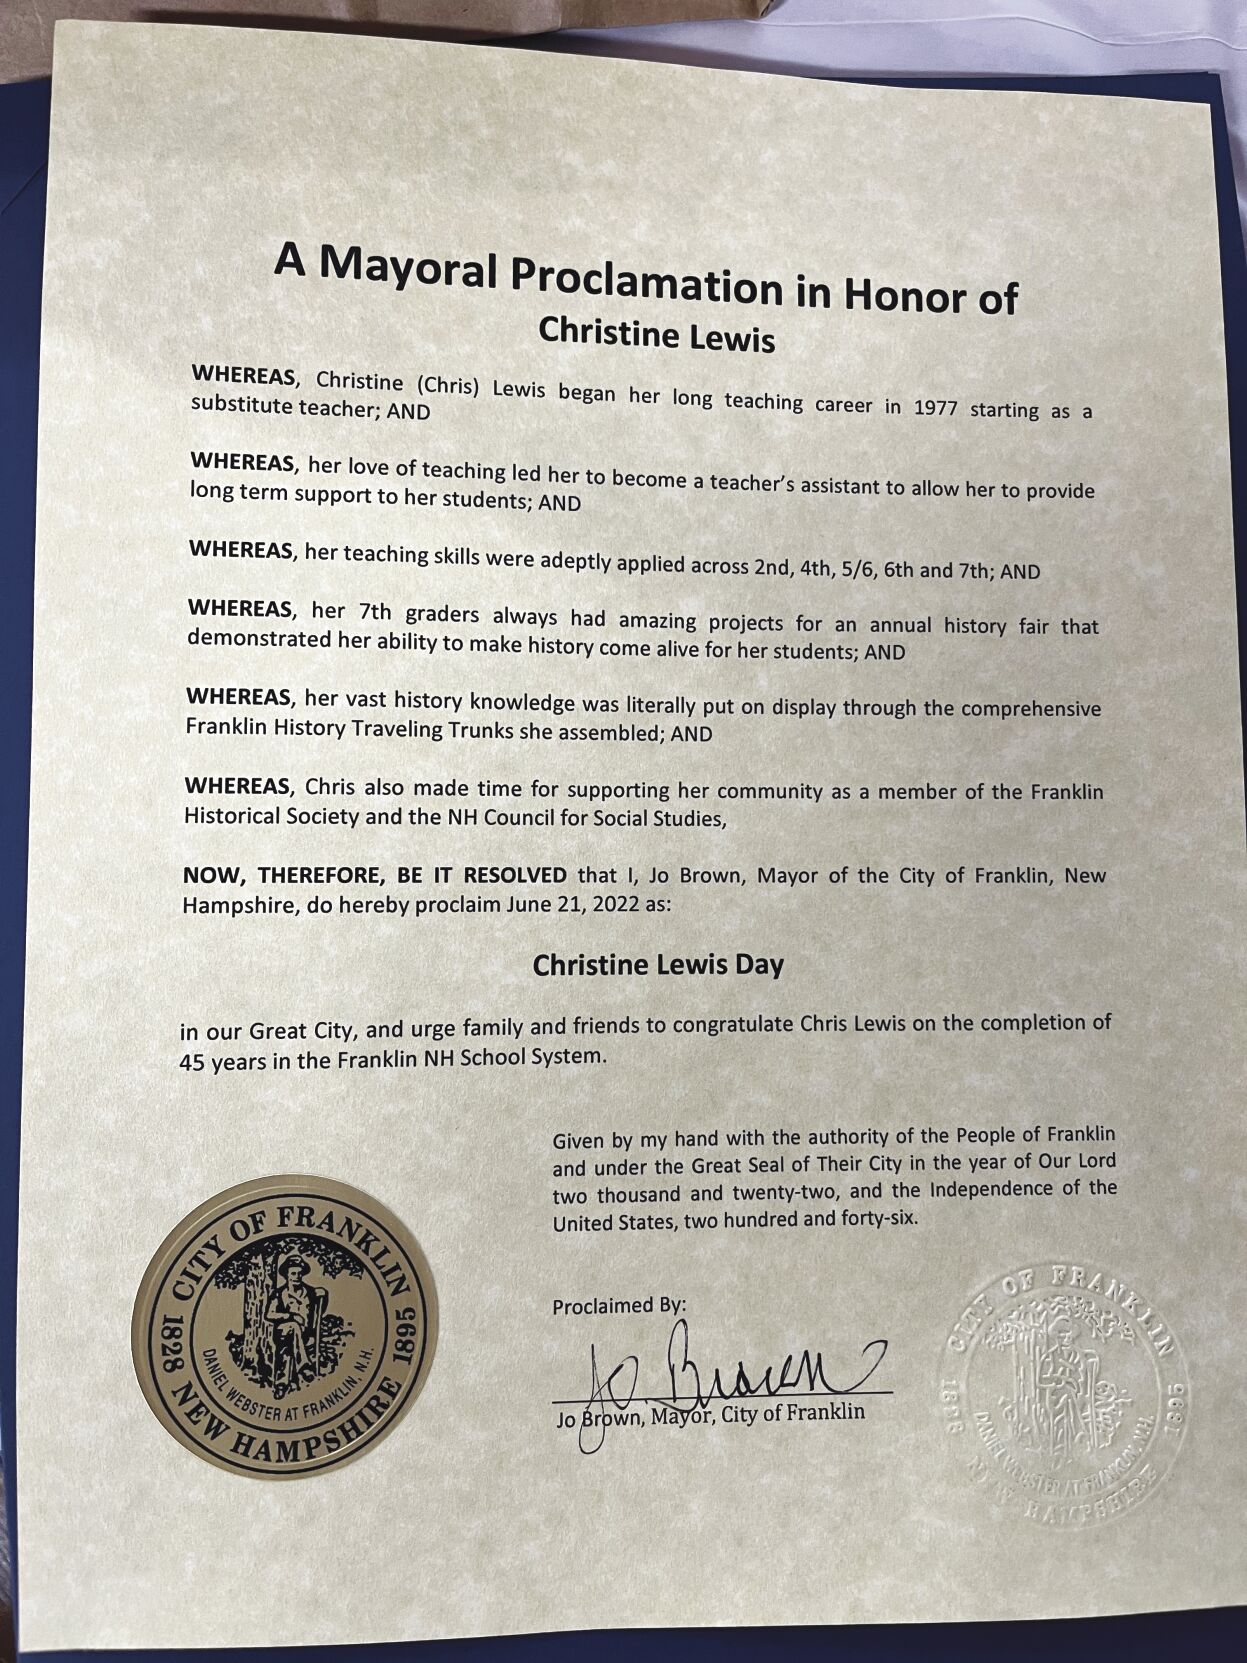 A Mayoral Proclamation in Honor of
Christine Lewis
WHEREAS, Christine (Chris) Lewis began her long teaching career in 1977 starting as a
substitute teacher; AND
WHEREAS, her love of teaching led her to become a teacher’s assistant to allow her to provide
long term support to her students; AND
WHEREAS, her teaching skills were adeptly applied across 2nd, 4th, 5/6, 6th and 7th; AND
WHEREAS, her 7th graders always had amazing projects for an annual history fair that
demonstrated her ability to make history come alive for her students; AND
WHEREAS, her vast history knowledge was literally put on display through the comprehensive
Franklin History Traveling Trunks she assembled; AND
WHEREAS, Chris also made time for supporting her community as a member of the Franklin
Historical Society and the NH Council for Social Studies,
NOW, THEREFORE, BE IT RESOLVED that I, Jo Brown, Mayor of the City of Franklin, New
Hampshire, do hereby proclaim June 21, 2022 as:
Christine Lewis Day
in our Great City, and urge family and friends to congratulate Chris Lewis on the completion of
45 years in the Franklin NH School System.
Given by my hand with the authority of the People of Franklin
and under the Great Seal of Their City in the year of Our Lord
two thousand and twenty-two, and the Independence of the
United States, two hundred and forty-six.
Proclaimed By:
Jo Brown
Jo Brown, Mayor, City of Franklin
CITY OF FRANKLIN
1828 1895
DANIEL WEBSTER AT FRANKLIN, N.H.
NEW HAMPSHIRE
CITY OF FRANKLIN
1895
DANIEL WEBSTER AT FRANKLIN, N.H.
NEW HAMPSHIRE